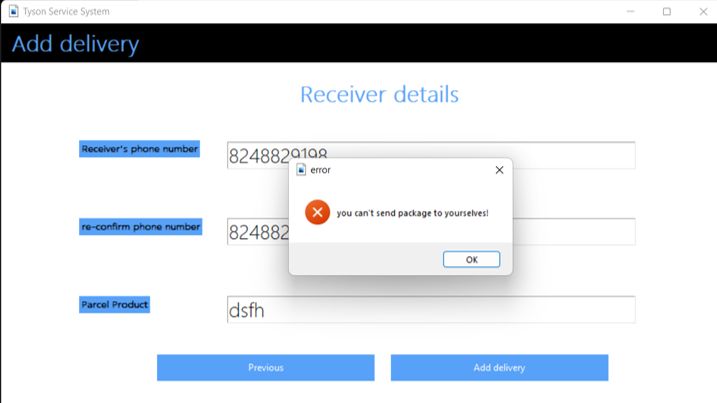 Tyson Service System
Add delivery
Receiver details
Receiver's phone number
8248829198
error
you can't send package to yourselves!
re-confirm phone number
824882
OK
Parcel Product
dsfh
Previous
Add delivery